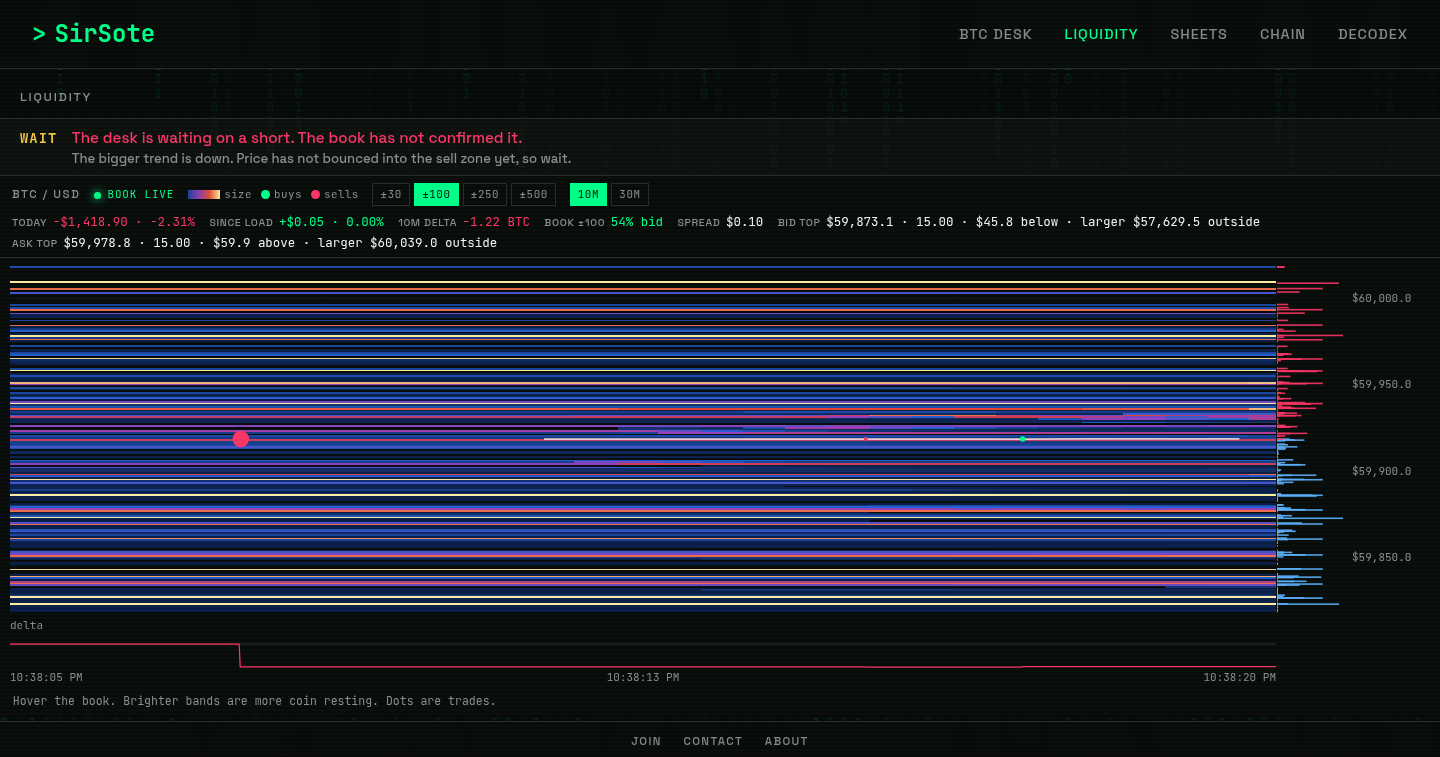 > SirSote
BTC DESK LIQUIDITY SHEETS CHAIN DECODEX
LIQUIDITY
WAIT The desk is waiting on a short. The book has not confirmed it.
The bigger trend is down. Price has not bounced into the sell zone yet, so wait.
BTC / USD BOOK LIVE size buys sells ±30 ±100 ±250 ±500 10M 30M
TODAY -$1,418.90 · -2.31% SINCE LOAD +$0.05 · 0.00% 10M DELTA -1.22 BTC BOOK ±100 54% bid SPREAD $0.10 BID TOP $59,873.1 · 15.00 · $45.8 below · larger $57,629.5 outside
ASK TOP $59,978.8 · 15.00 · $59.9 above · larger $60,039.0 outside
$60,000.0
$59,950.0
$59,900.0
$59,850.0
delta
10:38:05 PM 10:38:13 PM 10:38:20 PM
Hover the book. Brighter bands are more coin resting. Dots are trades.
JOIN CONTACT ABOUT